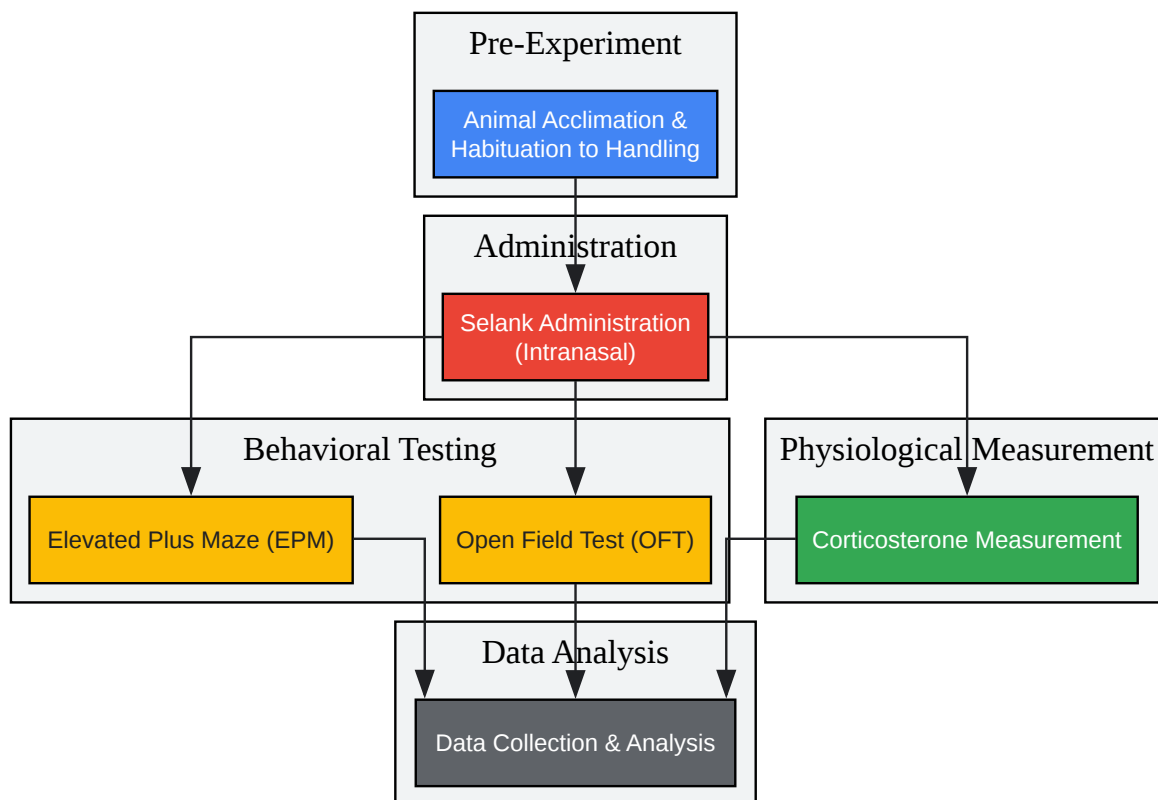 Pre-Experiment
Animal Acclimation &
Habituation to Handling
Administration
Selank Administration
(Intranasal)
Behavioral Testing
Elevated Plus Maze (EPM)
Open Field Test (OFT)
Physiological Measurement
Corticosterone Measurement
Data Analysis
Data Collection & Analysis